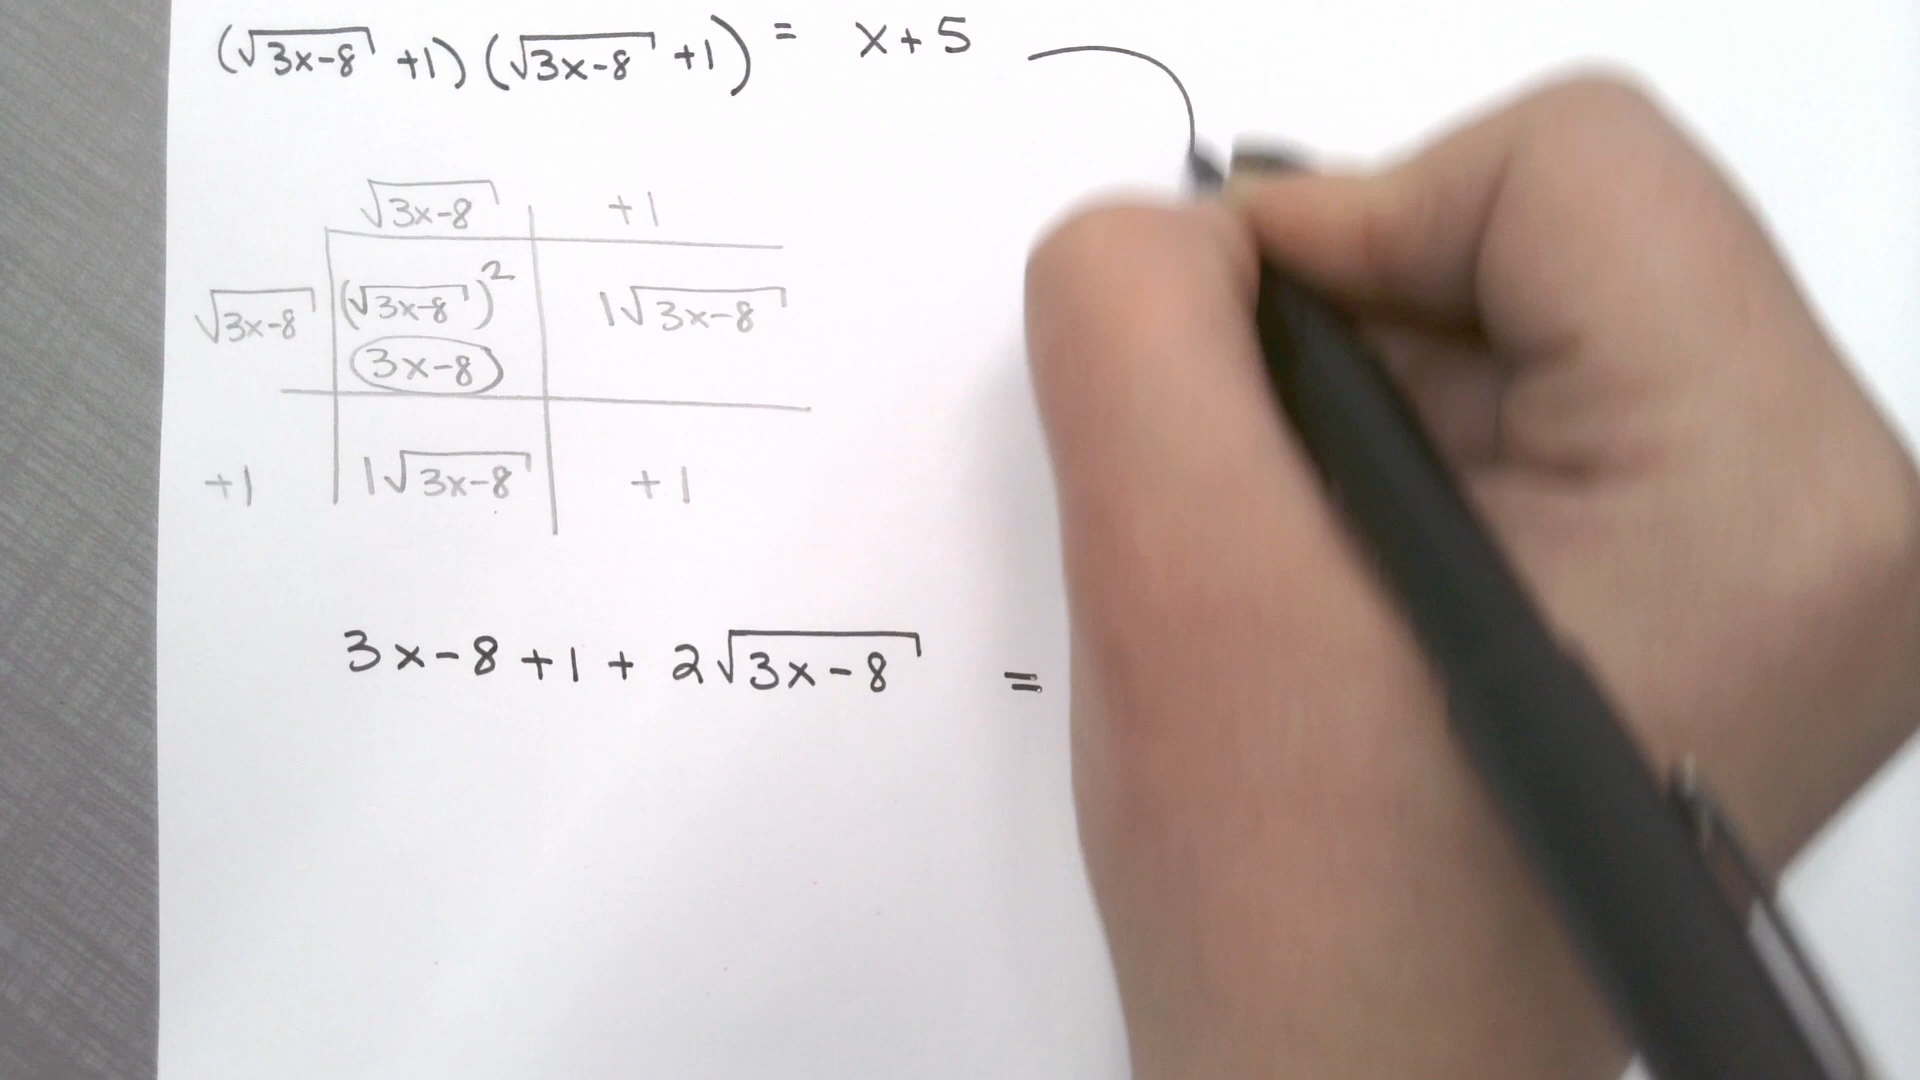 (√3x-8 +1) (√3x-8 +1) = x+5
√3x-8 +1
√3x-8 (√3x-8)² 1√3x-8
3x-8
+1 1√3x-8 +1
3x-8+1+ 2√3x-8 =